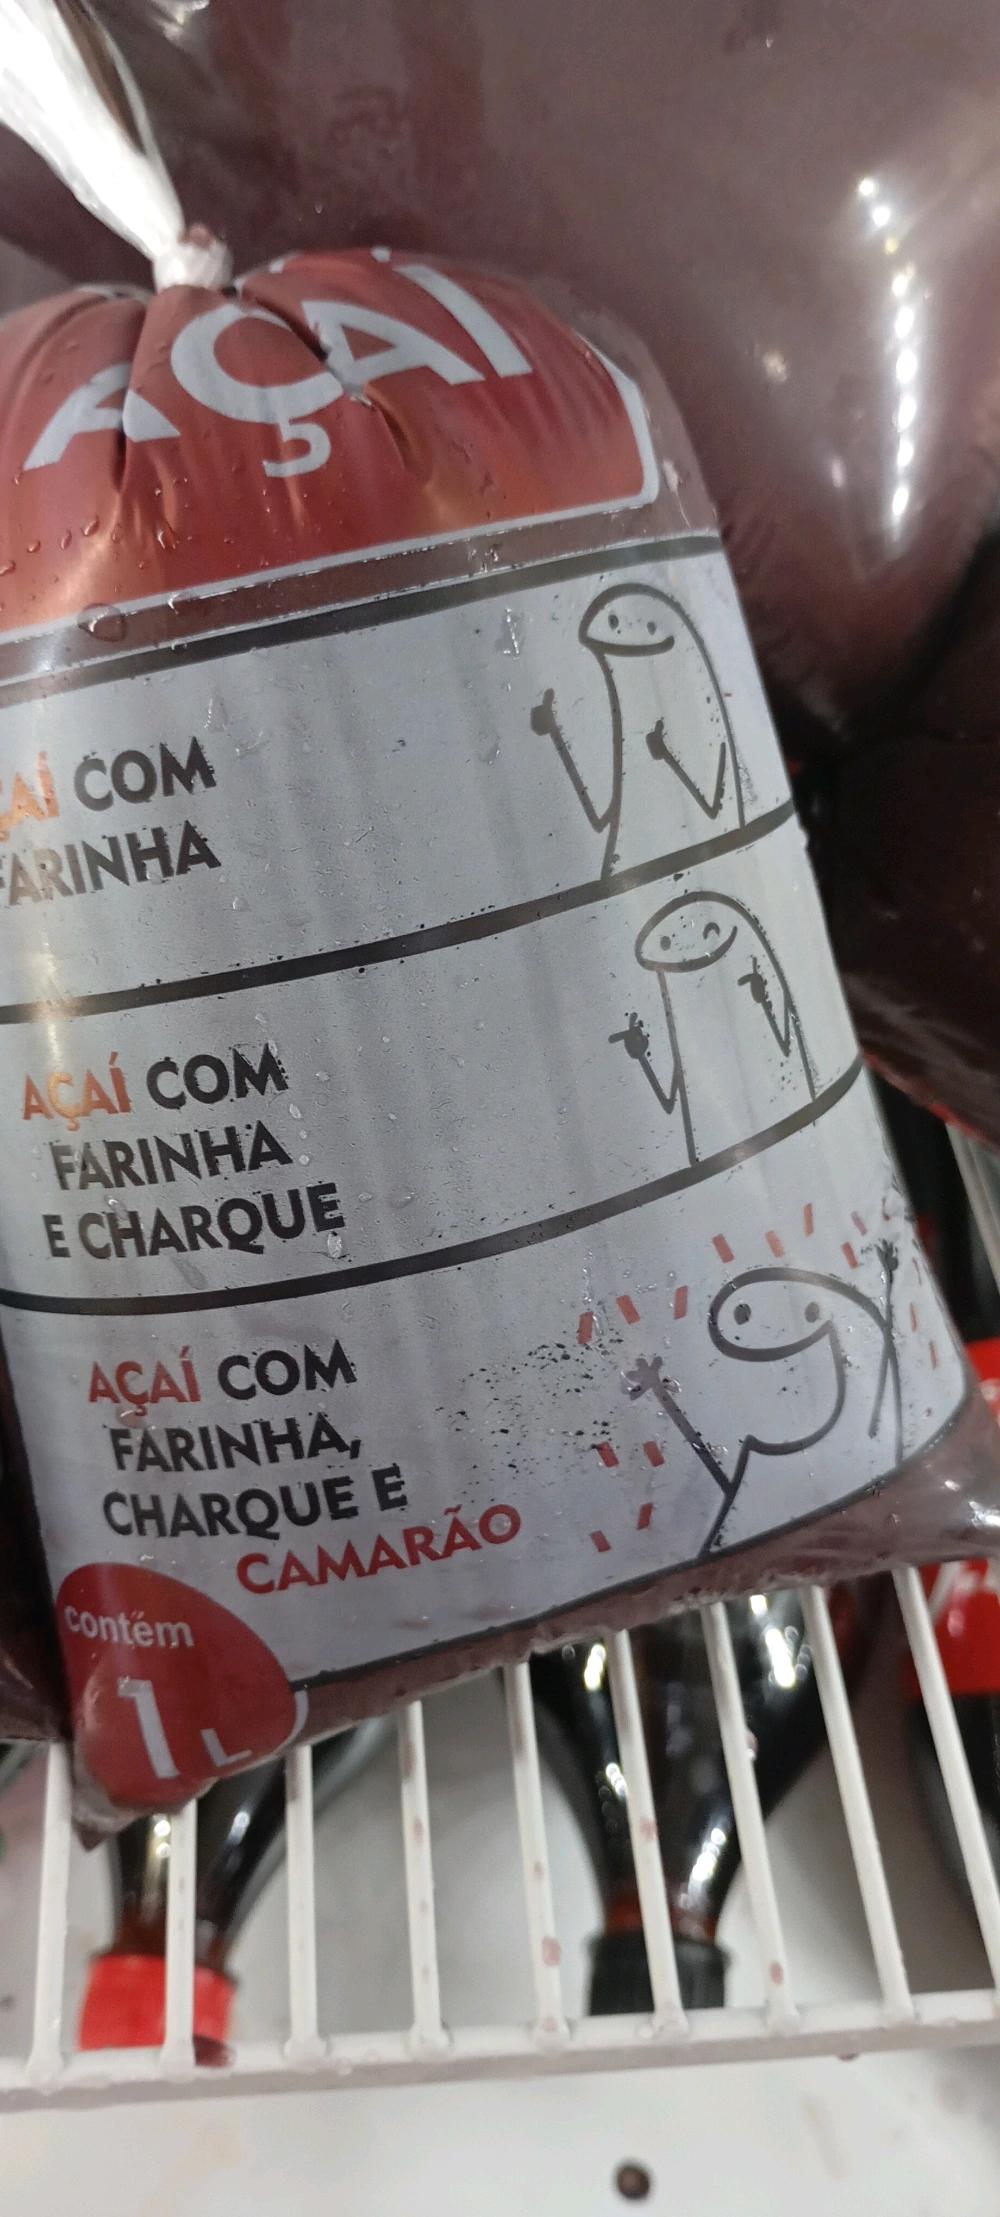 AÇAÍ
AÇAÍ COM
FARINHA
AÇAÍ COM
FARINHA
E CHARQUE
AÇAÍ COM
FARINHA,
CHARQUE E
CAMARÃO
contém
1 L